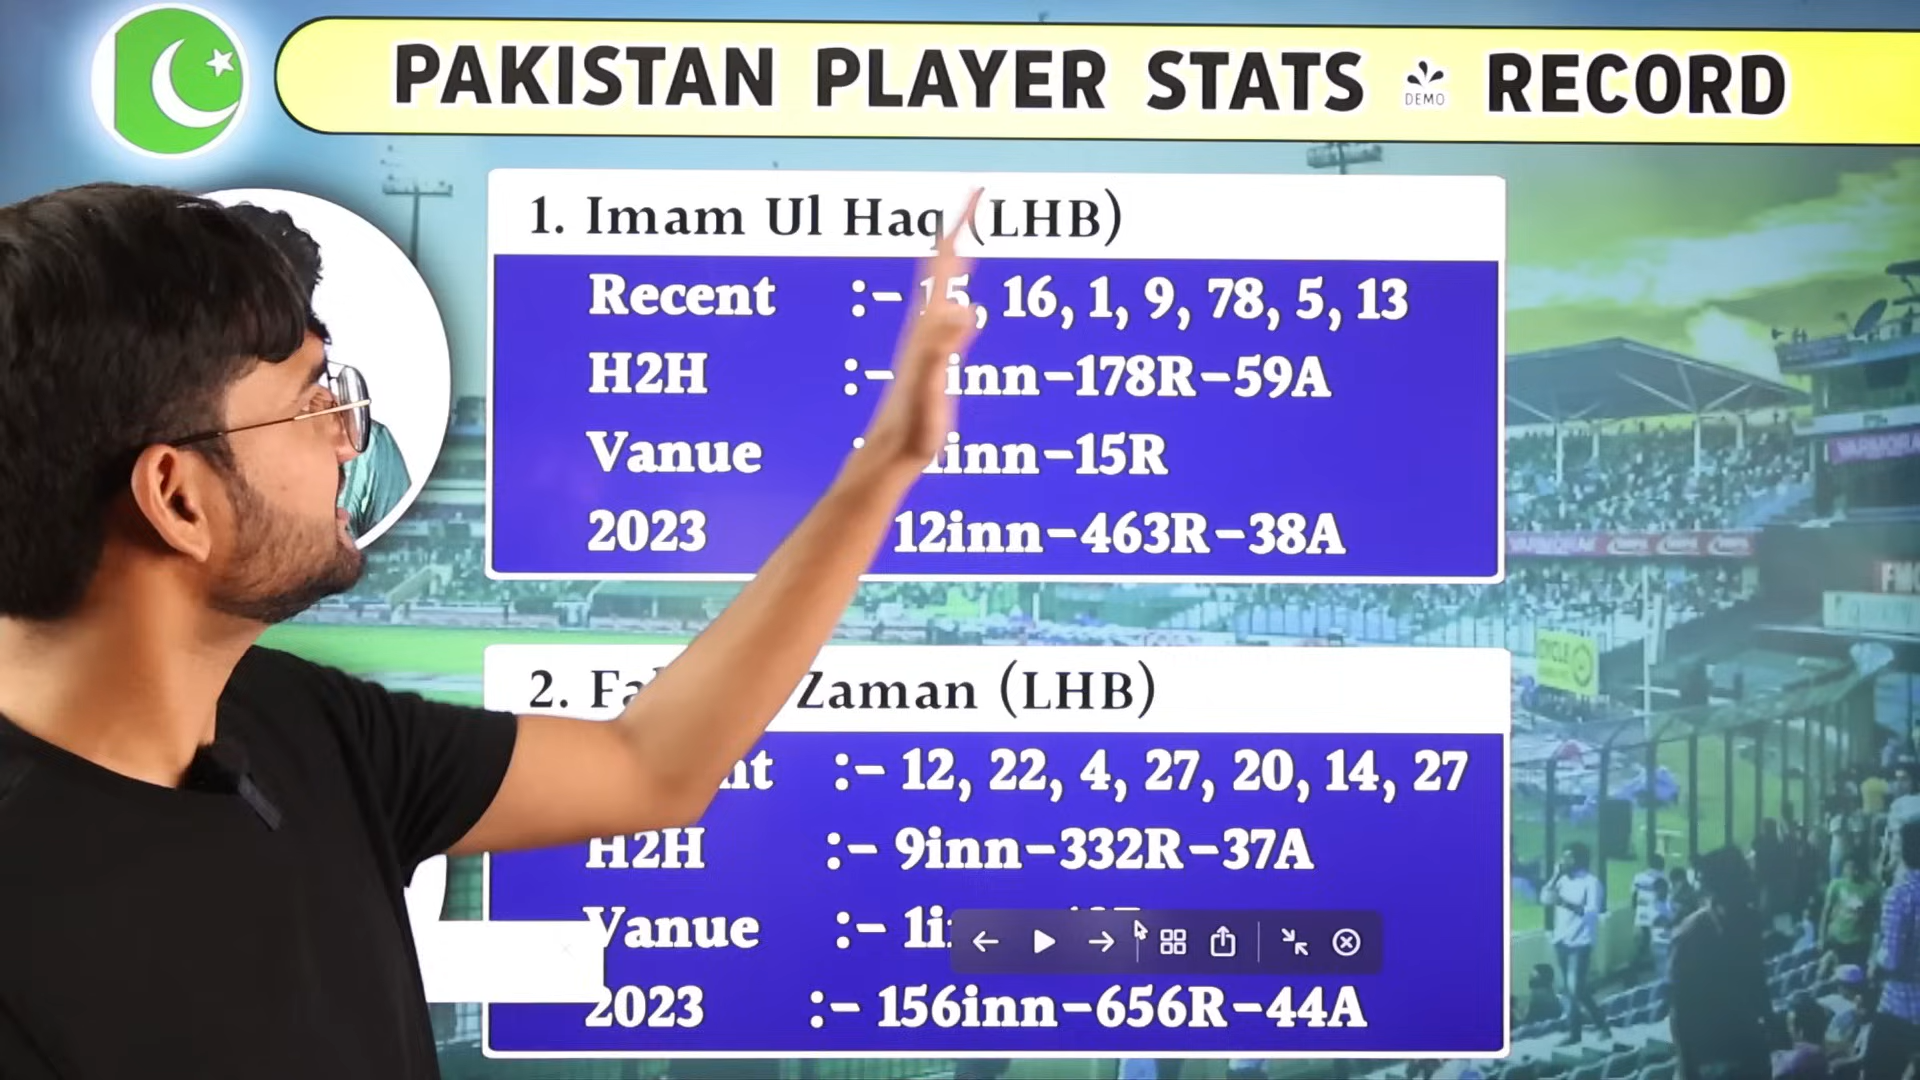 PAKISTAN PLAYER STATS DEMO RECORD
1. Imam Ul Haq (LHB)
Recent :- 15, 16, 1, 9, 78, 5, 13
H2H :- inn-178R-59A
Vanue inn-15R
2023 12inn-463R-38A
2. Zaman (LHB)
:- 12, 22, 4, 27, 20, 14, 27
H2H :- 9inn-332R-37A
Vanue :-
2023 :- 156inn-656R-44A
CYCLE